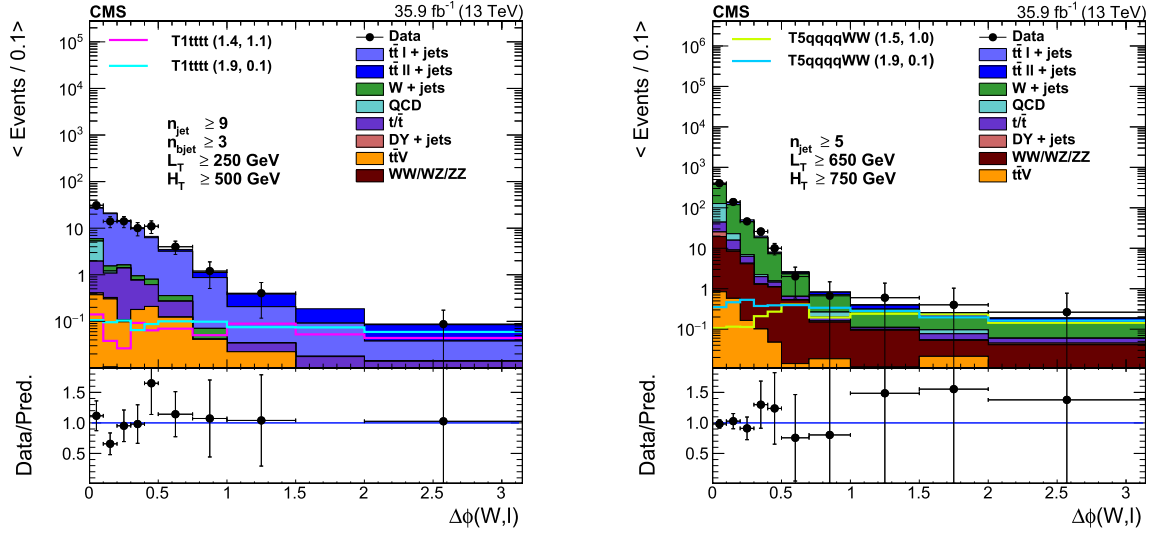 CMS 35.9 fb⁻¹ (13 TeV)
< Events / 0.1 >
10⁵
10⁴
10³
10²
10
1
10⁻¹
T1tttt (1.4, 1.1)
T1tttt (1.9, 0.1)
n_jet ≥ 9
n_bjet ≥ 3
L_T ≥ 250 GeV
H_T ≥ 500 GeV
Data
tt̄ l + jets
tt̄ ll + jets
W + jets
QCD
t/t̄
DY + jets
tt̄V
WW/WZ/ZZ
Data/Pred.
1.5
1.0
0.5
0 0.5 1 1.5 2 2.5 3
Δϕ(W,l)
CMS 35.9 fb⁻¹ (13 TeV)
< Events / 0.1 >
10⁶
10⁵
10⁴
10³
10²
10
1
10⁻¹
T5qqqqWW (1.5, 1.0)
T5qqqqWW (1.9, 0.1)
n_jet ≥ 5
L_T ≥ 650 GeV
H_T ≥ 750 GeV
Data
tt̄ l + jets
tt̄ ll + jets
W + jets
QCD
t/t̄
DY + jets
WW/WZ/ZZ
tt̄V
Data/Pred.
1.5
1.0
0.5
0 0.5 1 1.5 2 2.5 3
Δϕ(W,l)